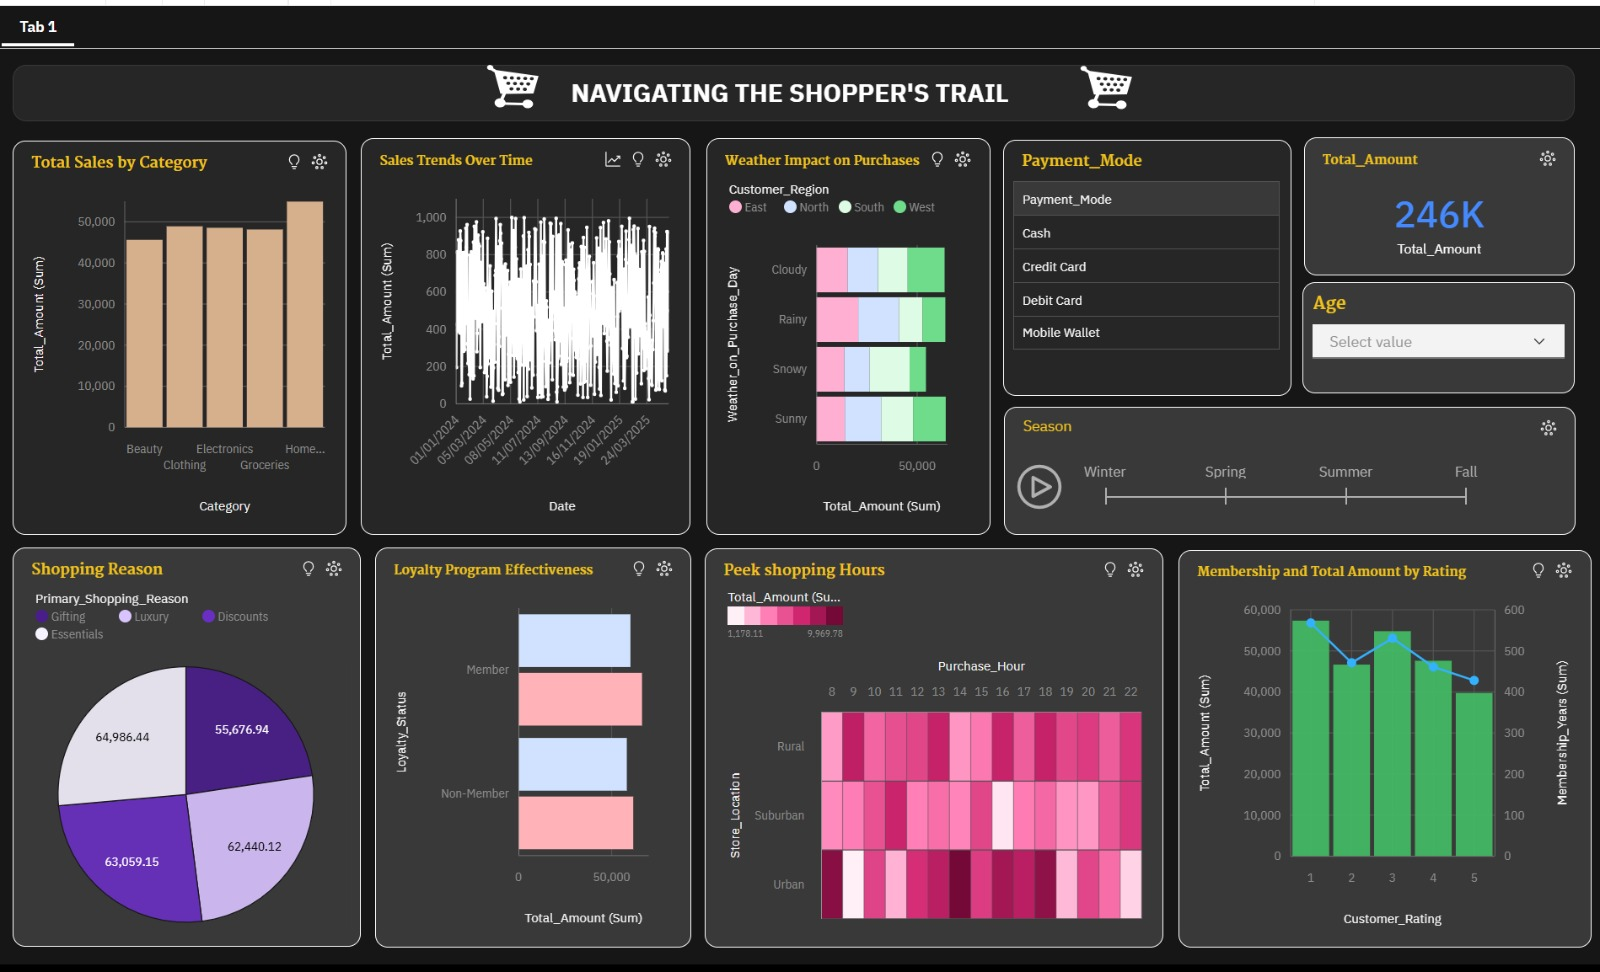 Tab 1
NAVIGATING THE SHOPPER'S TRAIL
Total Sales by Category
Total_Amount (Sum)
50,000
40,000
30,000
20,000
10,000
0
Beauty
Clothing
Electronics
Groceries
Home...
Category
Sales Trends Over Time
Total_Amount (Sum)
1,000
800
600
400
200
0
01/01/2024
05/03/2024
08/05/2024
11/07/2024
13/09/2024
16/11/2024
19/01/2025
24/03/2025
Date
Weather Impact on Purchases
Customer_Region
East North South West
Weather_on_Purchase_Day
Cloudy
Rainy
Snowy
Sunny
0 50,000
Total_Amount (Sum)
Payment_Mode
Payment_Mode
Cash
Credit Card
Debit Card
Mobile Wallet
Total_Amount
246K
Total_Amount
Age
Select value
Season
Winter Spring Summer Fall
Shopping Reason
Primary_Shopping_Reason
Gifting Luxury Discounts
Essentials
55,676.94
64,986.44
62,440.12
63,059.15
Loyalty Program Effectiveness
Loyalty_Status
Member
Non-Member
0 50,000
Total_Amount (Sum)
Peek shopping Hours
Total_Amount (Su...
1,178.11 9,969.78
Purchase_Hour
8 9 10 11 12 13 14 15 16 17 18 19 20 21 22
Store_Location
Rural
Suburban
Urban
Membership and Total Amount by Rating
Total_Amount (Sum)
60,000
50,000
40,000
30,000
20,000
10,000
0
600
500
400
300
200
100
0
Membership_Years (Sum)
1 2 3 4 5
Customer_Rating